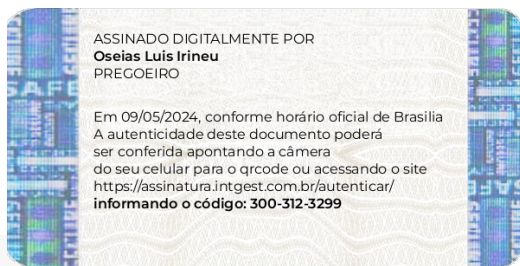 ASSINADO DIGITALMENTE POR
Oseias Luis Irineu
PREGOEIRO
Em 09/05/2024, conforme horário oficial de Brasilia
A autenticidade deste documento poderá
ser conferida apontando a câmera
do seu celular para o qrcode ou acessando o site
https://assinatura.intgest.com.br/autenticar/
informando o código: 300-312-3299